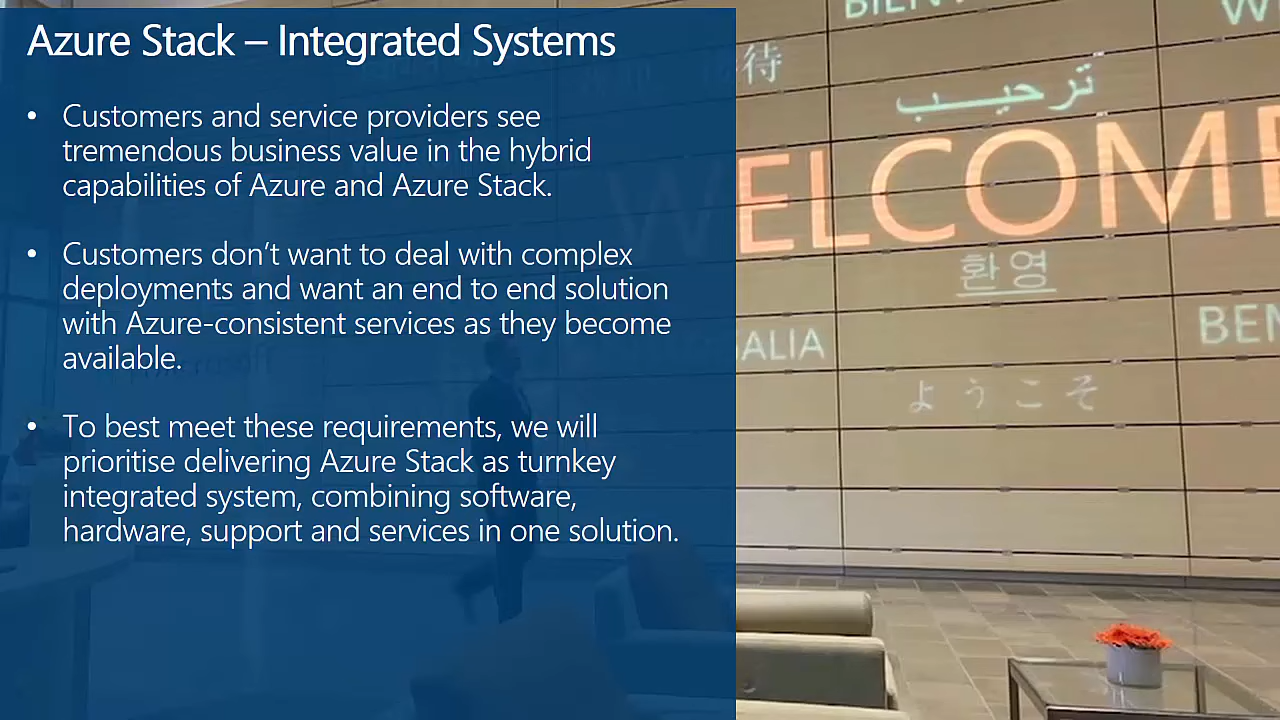 Azure Stack – Integrated Systems
• Customers and service providers see
tremendous business value in the hybrid
capabilities of Azure and Azure Stack.
• Customers don’t want to deal with complex
deployments and want an end to end solution
with Azure-consistent services as they become
available.
• To best meet these requirements, we will
prioritise delivering Azure Stack as turnkey
integrated system, combining software,
hardware, support and services in one solution.
待
ترحيب
WELCOME
환영
ようこそ